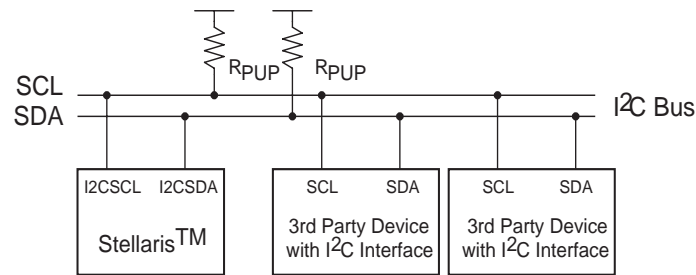 RPUP RPUP
SCL
SDA
I²C Bus
I2CSCL I2CSDA
Stellaris™
SCL SDA
3rd Party Device
with I²C Interface
SCL SDA
3rd Party Device
with I²C Interface